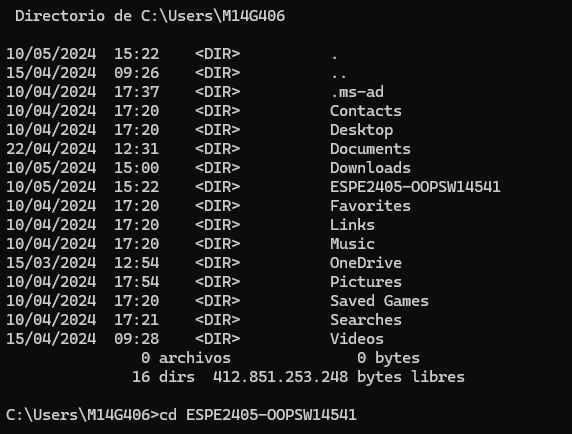 Directorio de C:\Users\M14G406
10/05/2024  15:22    <DIR>          .
15/04/2024  09:26    <DIR>          ..
10/04/2024  17:37    <DIR>          .ms-ad
10/04/2024  17:20    <DIR>          Contacts
10/04/2024  17:20    <DIR>          Desktop
22/04/2024  12:31    <DIR>          Documents
10/05/2024  15:00    <DIR>          Downloads
10/05/2024  15:22    <DIR>          ESPE2405-OOPSW14541
10/04/2024  17:20    <DIR>          Favorites
10/04/2024  17:20    <DIR>          Links
10/04/2024  17:20    <DIR>          Music
15/03/2024  12:54    <DIR>          OneDrive
10/04/2024  17:54    <DIR>          Pictures
10/04/2024  17:20    <DIR>          Saved Games
10/04/2024  17:21    <DIR>          Searches
15/04/2024  09:28    <DIR>          Videos
0 archivos              0 bytes
16 dirs  412.851.253.248 bytes libres
C:\Users\M14G406>cd ESPE2405-OOPSW14541